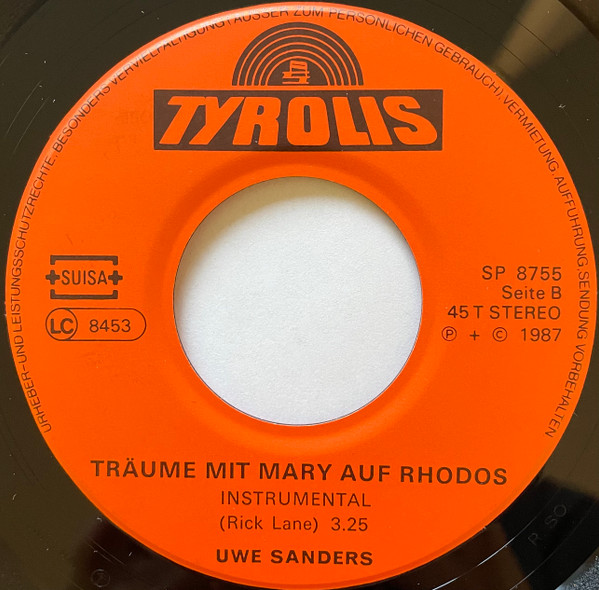 URHEBER-UND LEISTUNGSSCHUTZRECHTE. BESONDERS VERVIELFÄLTIGUNG (AUSSER ZUM PERSÖNLICHEN GEBRAUCH), VERMIETUNG, AUFFÜHRUNG, SENDUNG VORBEHALTEN
TYROLIS
SUISA
LC 8453
SP 8755
Seite B
45 T STEREO
Ⓟ + © 1987
TRÄUME MIT MARY AUF RHODOS
INSTRUMENTAL
(Rick Lane) 3.25
UWE SANDERS